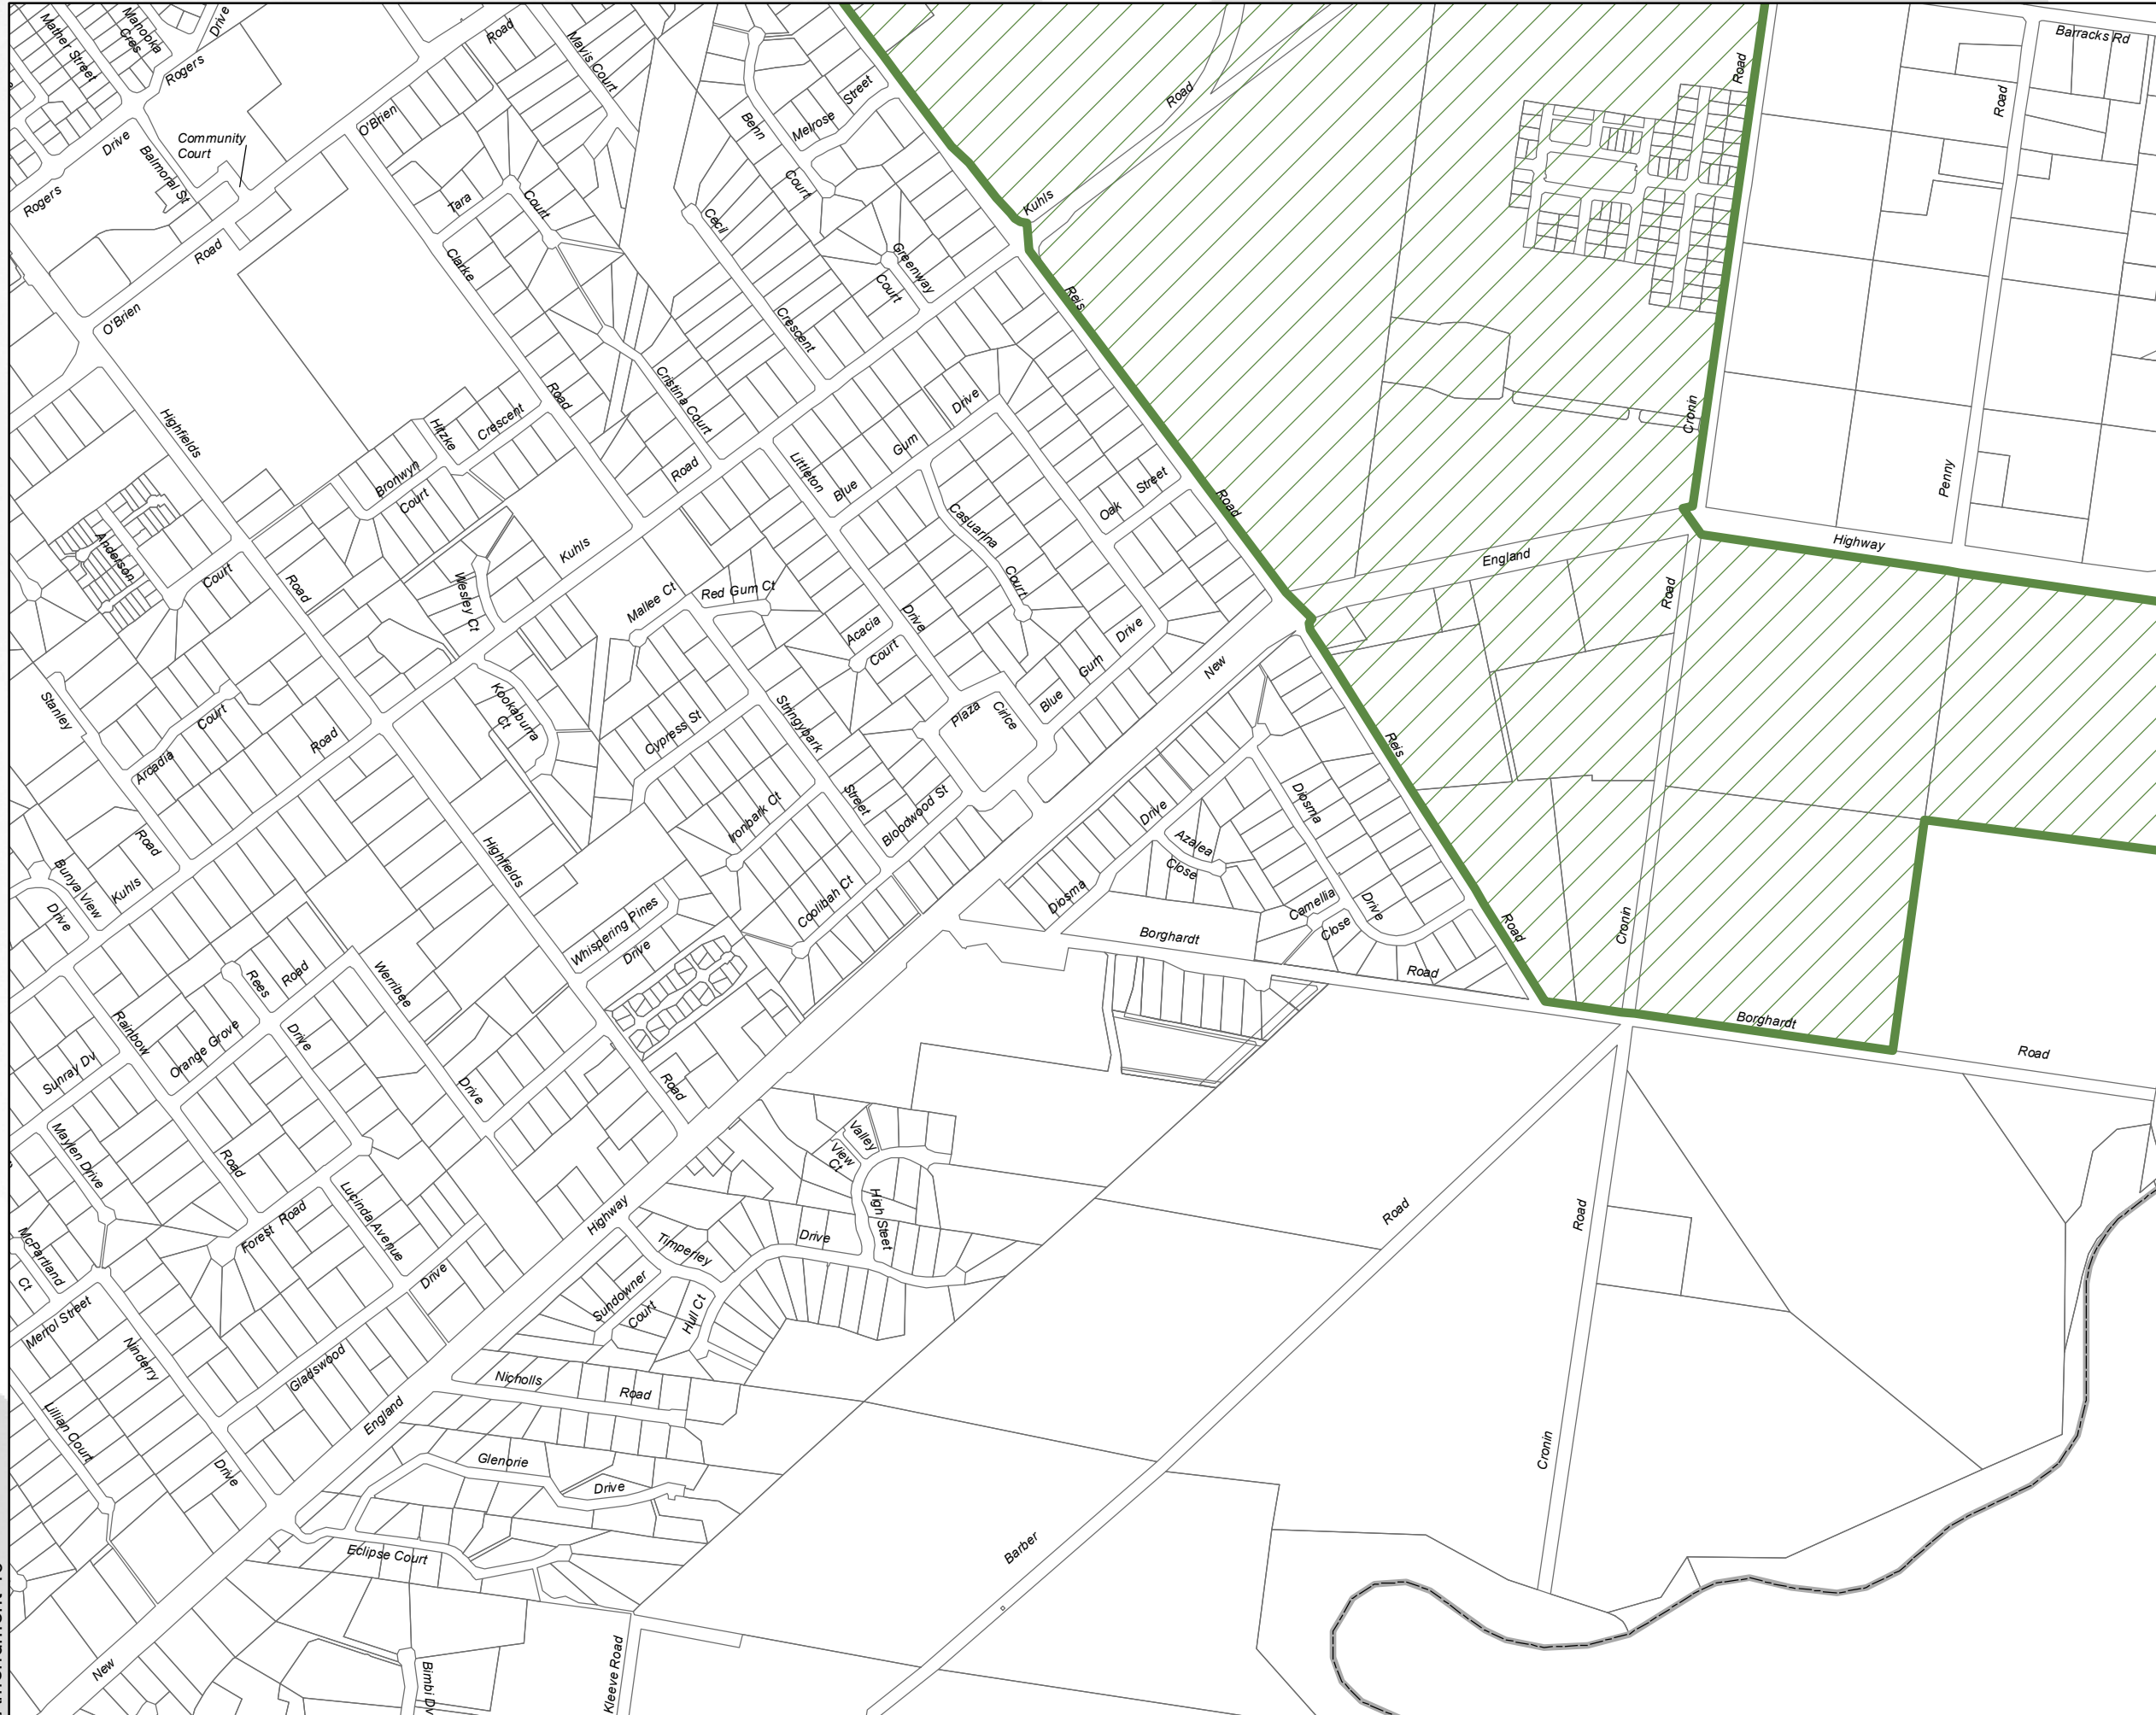 Mather Street
Mahobka
Cres
Drive
Rogers
Road
Mavis Court
Road
Road
Barracks Rd
Road
Community
Court
O'Brien
Benn
Melrose
Street
Drive
Balmoral St
Rogers
Tara
Court
Court
Cecil
Kuhls
Road
Clarke
Greenway
Court
Reis
O'Brien
Crescent
Highfields
Cristina Court
Road
Drive
Gum
Cronin
Hitzke
Crescent
Bronwyn
Court
Road
Littleton
Blue
Oak
Street
Road
Penny
Anderson
Court
Kuhls
Casuarina
Court
Highway
England
Road
Road
Wesley Ct
Mallee Ct
Red Gum Ct
Acacia
Court
Drive
Drive
Gum
Blue
New
Stanley
Arcadia
Court
Road
Kookaburra
Ct
Cypress St
Stringybark
Street
Plaza
Cirlce
Reis
Road
Kuhls
Bunya View
Drive
Highfields
Ironbark Ct
Bloodwood St
Drive
Azalea
Close
Diosma
Diosma
Drive
Camellia
Close
Whispering Pines
Drive
Coolibah Ct
Borghardt
Road
Road
Cronin
Borghardt
Road
Rees
Road
Werribee
Drive
Rainbow
Orange Grove
Drive
Sunray Dv
Road
Maylen Drive
Road
Valley
View
Ct
High Street
Lucinda Avenue
Forest
Road
Highway
Timperley
Drive
Road
Road
McPartland
Ct
Drive
Sundowner
Court
Hull Ct
Merrol Street
Ninderry
Gladswood
Nicholls
Road
Lillian Court
England
Drive
Glenorie
Drive
Cronin
Eclipse Court
Barber
New
Bimbi Dv
Kleeve Road